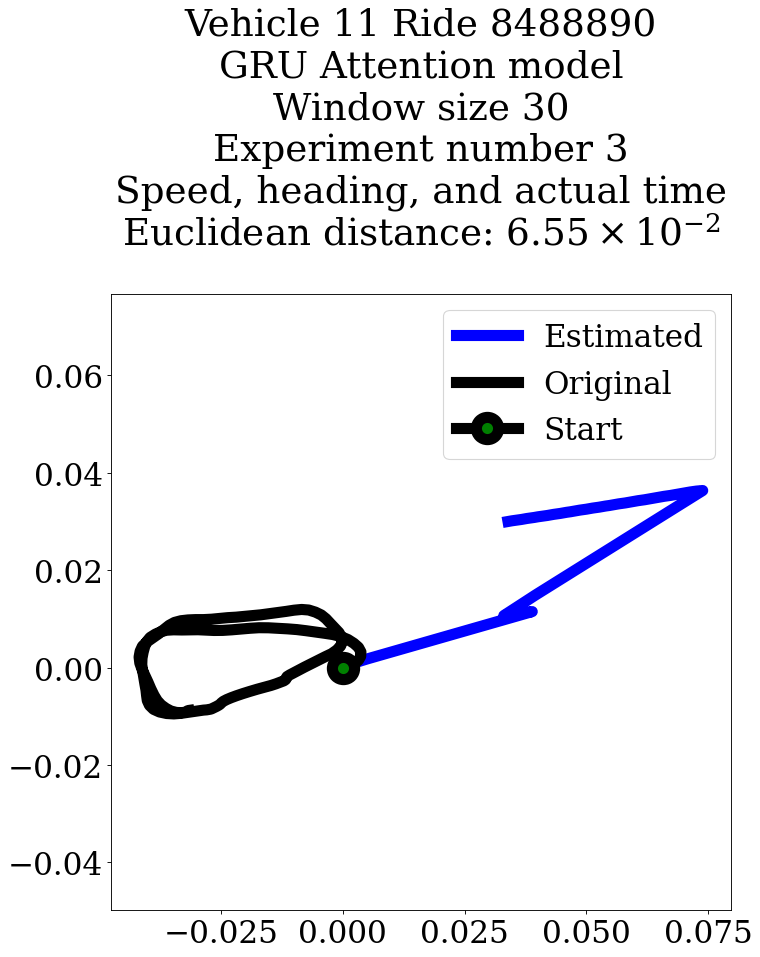 Vehicle 11 Ride 8488890
GRU Attention model
Window size 30
Experiment number 3
Speed, heading, and actual time
Euclidean distance: 6.55 × 10⁻²
Estimated
Original
Start
0.06
0.04
0.02
0.00
−0.02
−0.04
−0.025 0.000 0.025 0.050 0.075